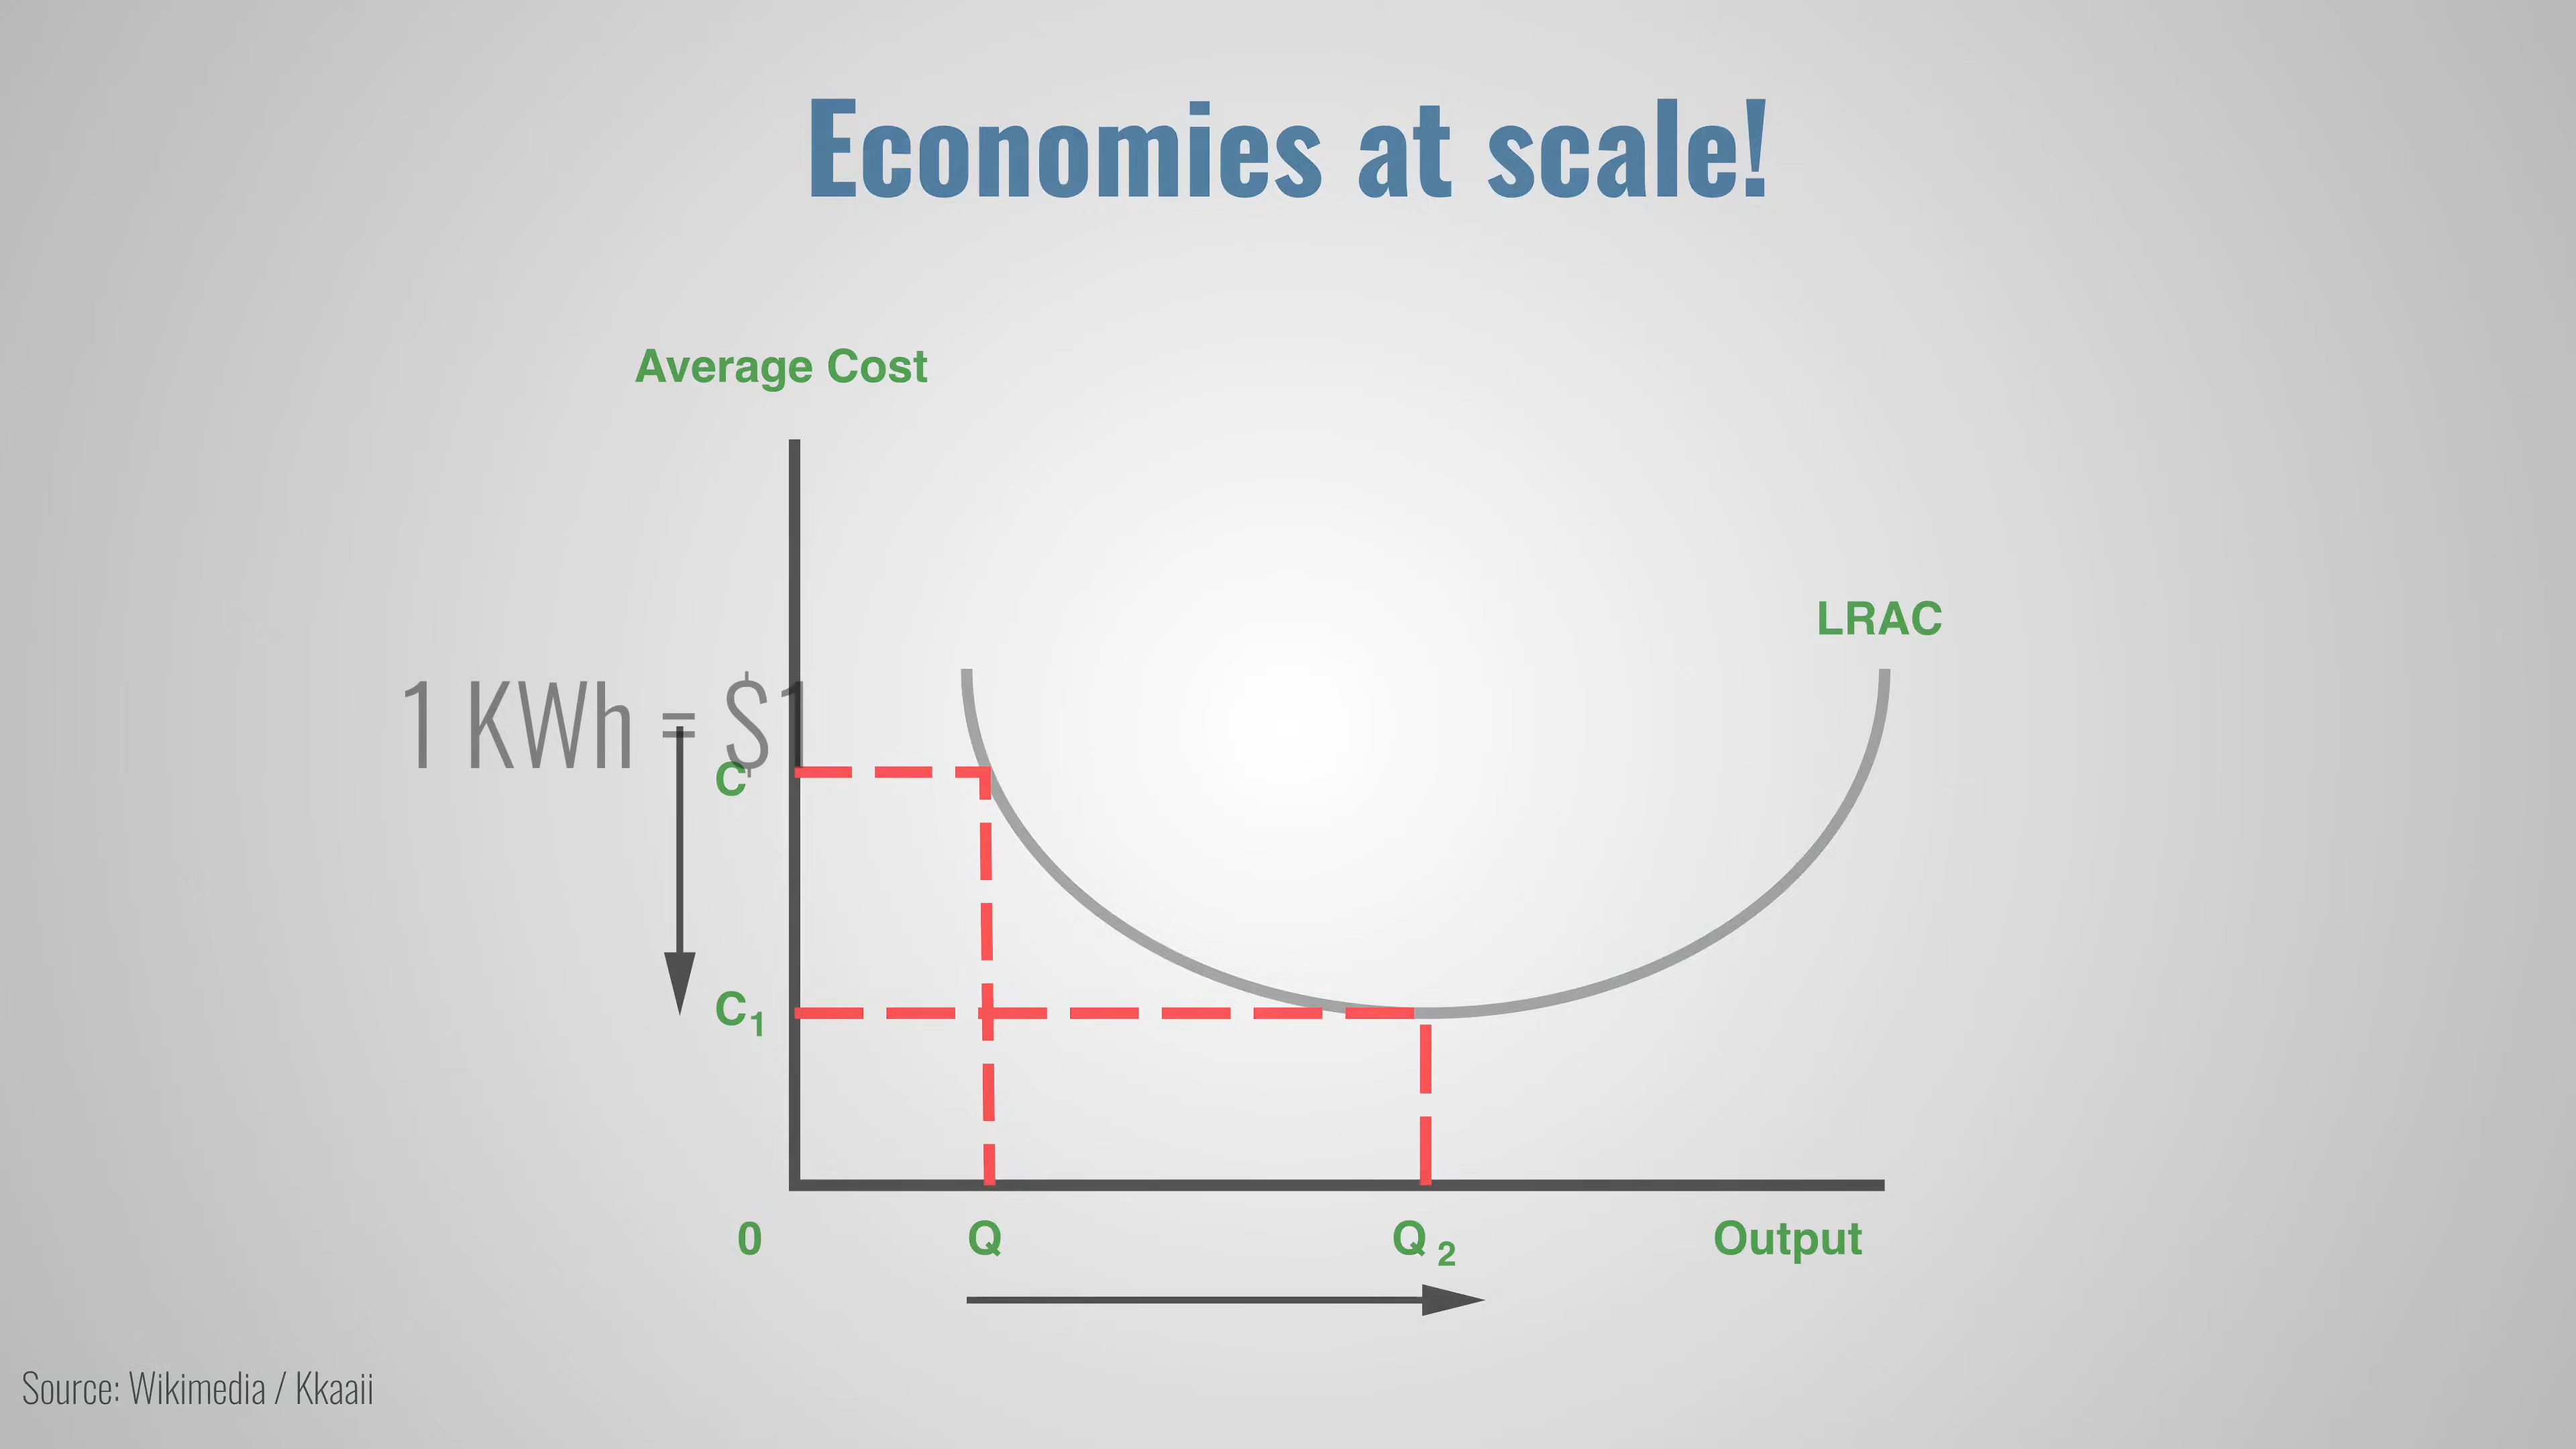 Economies at scale!
Average Cost
LRAC
1 KWh = $1
C
C1
0 Q Q 2 Output
Source: Wikimedia / Kkaaii